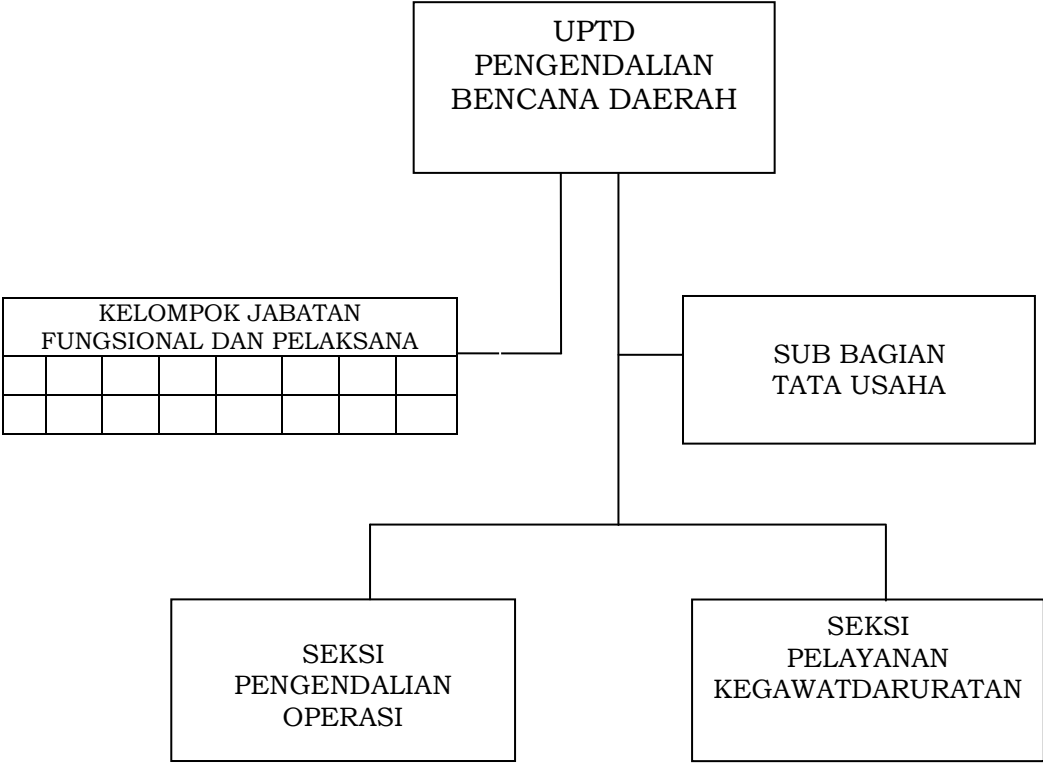 UPTD
PENGENDALIAN
BENCANA DAERAH
KELOMPOK JABATAN
FUNGSIONAL DAN PELAKSANA
SUB BAGIAN
TATA USAHA
SEKSI
PENGENDALIAN
OPERASI
SEKSI
PELAYANAN
KEGAWATDARURATAN